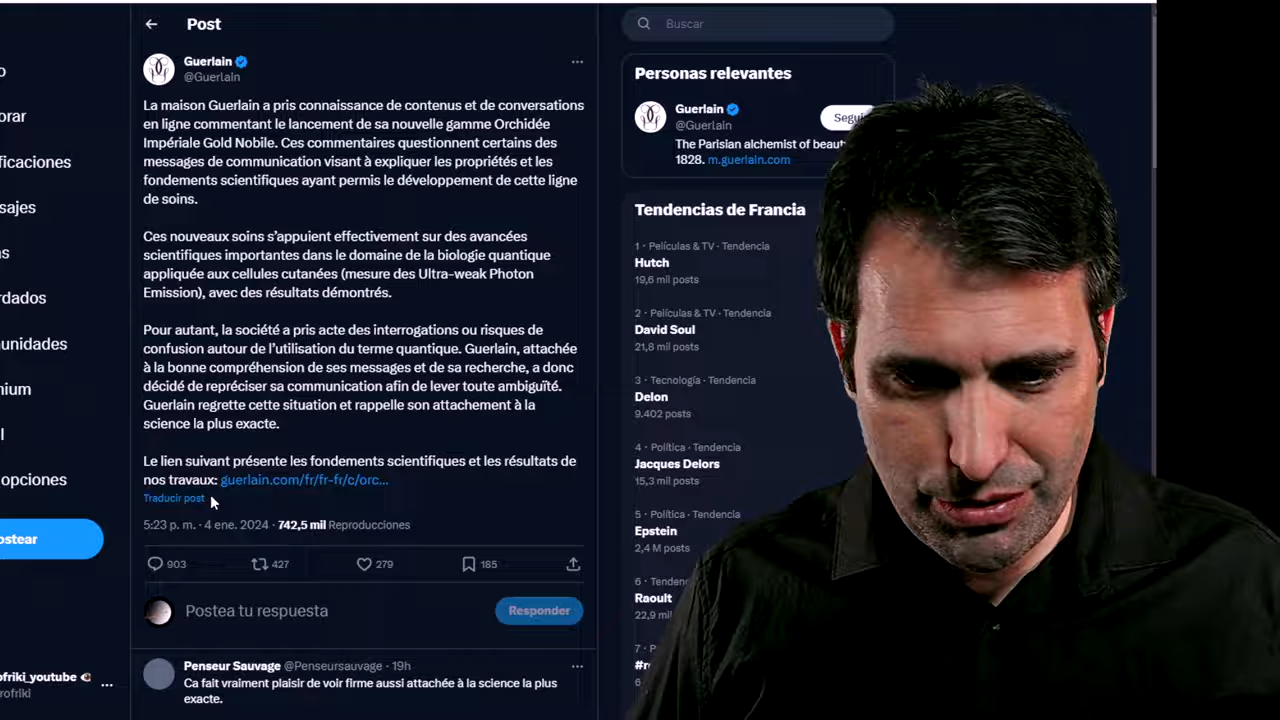 Post
Buscar
Guerlain
@Guerlain
La maison Guerlain a pris connaissance de contenus et de conversations
en ligne commentant le lancement de sa nouvelle gamme Orchidée
Impériale Gold Nobile. Ces commentaires questionnent certains des
messages de communication visant à expliquer les propriétés et les
fondements scientifiques ayant permis le développement de cette ligne
de soins.
Ces nouveaux soins s’appuient effectivement sur des avancées
scientifiques importantes dans le domaine de la biologie quantique
appliquée aux cellules cutanées (mesure des Ultra-weak Photon
Emission), avec des résultats démontrés.
Pour autant, la société a pris acte des interrogations ou risques de
confusion autour de l’utilisation du terme quantique. Guerlain, attachée
à la bonne compréhension de ses messages et de sa recherche, a donc
décidé de repréciser sa communication afin de lever toute ambiguïté.
Guerlain regrette cette situation et rappelle son attachement à la
science la plus exacte.
Le lien suivant présente les fondements scientifiques et les résultats de
nos travaux: guerlain.com/fr/fr-fr/c/orc...
Traducir post
5:23 p. m. · 4 ene. 2024 · 742,5 mil Reproducciones
903 427 279 185
Postea tu respuesta
Responder
Penseur Sauvage @Penseursauvage · 19h
Ca fait vraiment plaisir de voir firme aussi attachée à la science la plus
exacte.
Personas relevantes
Guerlain
@Guerlain
Segui
The Parisian alchemist of beaut
1828. m.guerlain.com
Tendencias de Francia
1 · Películas & TV · Tendencia
Hutch
19,6 mil posts
2 · Películas & TV · Tendencia
David Soul
21,8 mil posts
3 · Tecnología · Tendencia
Delon
9.402 posts
4 · Política · Tendencia
Jacques Delors
15,3 mil posts
5 · Política · Tendencia
Epstein
2,4 M posts
6 · Tenden
Raoult
22,9 mil
7 ·
#r
6
o
orar
ificaciones
sajes
s
rdados
unidades
mium
l
opciones
ostear
ofriki_youtube
rofriki